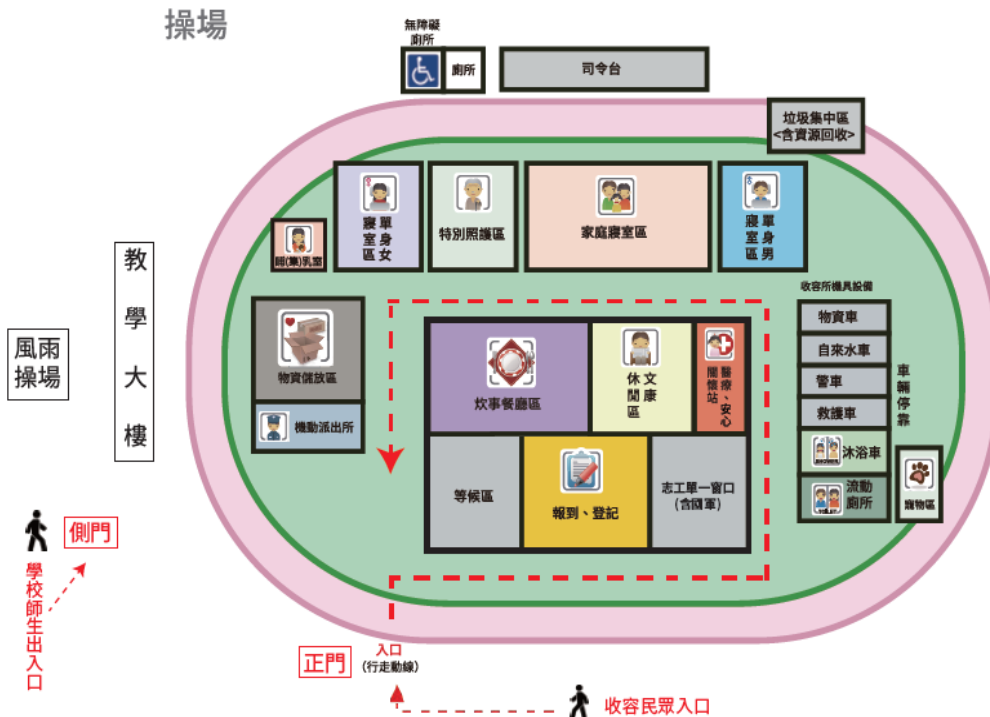 操場
無障礙
廁所
廁所
司令台
垃圾集中區
<含資源回收>
單身女
寢室區
特別照護區
家庭寢室區
單身男
寢室區
哺(集)乳室
教學大樓
風雨
操場
物資儲放區
機動派出所
炊事餐廳區
文康
休閒區
醫療、安心
關懷站
等候區
報到、登記
志工單一窗口
(含國軍)
收容所機具設備
物資車
自來水車
警車
救護車
沐浴車
流動
廁所
車輛停靠
寵物區
側門
學校師生出入口
正門
入口
(行走動線)
收容民眾入口